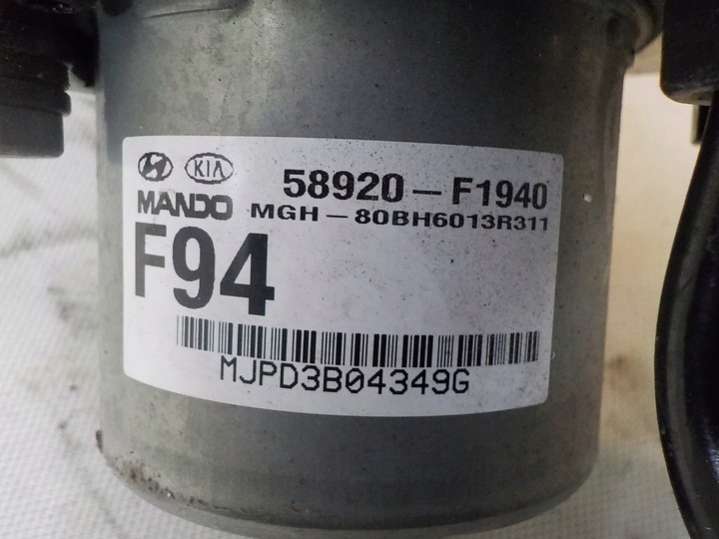 KIA 58920-F1940
MANDO MGH-80BH6013R311
F94
MJPD3B04349G